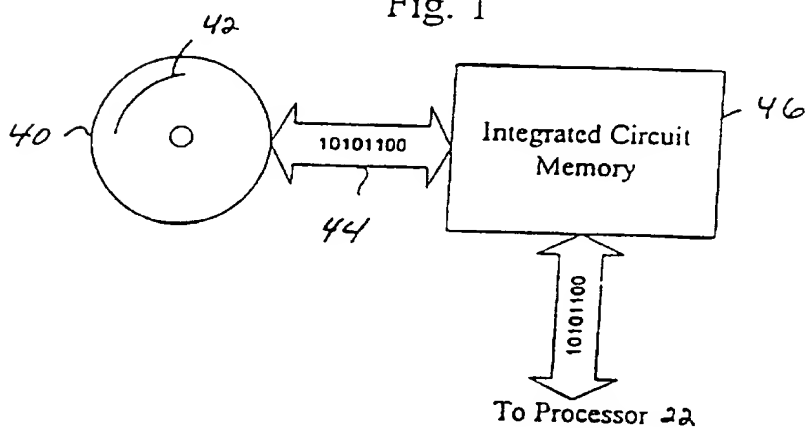 Fig. 1
42
40
10101100
44
Integrated Circuit
Memory
46
10101100
To Processor 22